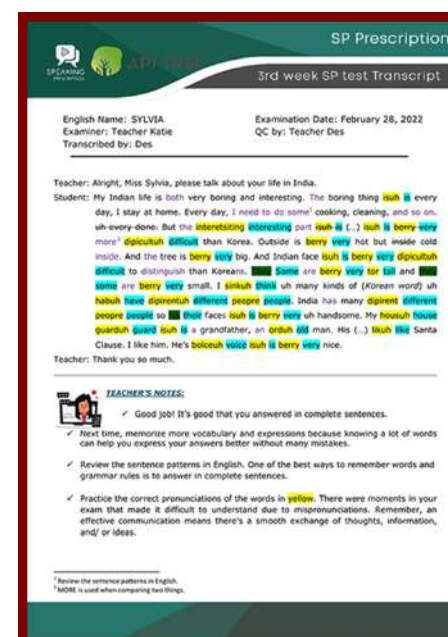 SP Prescription
SPEAKING
PRESCRIPTION
API TREE
3rd week SP test Transcript
English Name: SYLVIA
Examination Date: February 28, 2022
Examiner: Teacher Katie
QC by: Teacher Des
Transcribed by: Des
Teacher: Alright, Miss Sylvia, please talk about your life in India.
Student: My Indian life is both very boring and interesting. The boring thing isuh is every
day, I stay at home. Every day, I need to do some¹ cooking, cleaning, and so on.
uh every done. But the interetsiting interesting part isuh is (…) isuh is berry very
more² dipicultuh difficult than Korea. Outside is berry very hot but inside cold
inside. And the tree is berry very big. And Indian face isuh is berry very dipicultuh
difficult to distinguish than Koreans. Some are berry very tor tall and
some are berry very small. I sinkuh think uh many kinds of (Korean word) uh
habuh have dipirentuh different peopre people. India has many dipirent different
peopre people so his their faces isuh is berry very uh handsome. My housuh house
guarduh guard isuh is a grandfather, an orduh old man. His (…) likuh like Santa
Clause. I like him. He's boiceuh voice isuh is berry very nice.
Teacher: Thank you so much.
TEACHER'S NOTES:
✓ Good job! It's good that you answered in complete sentences.
✓ Next time, memorize more vocabulary and expressions because knowing a lot of words
can help you express your answers better without many mistakes.
✓ Review the sentence patterns in English. One of the best ways to remember words and
grammar rules is to answer in complete sentences.
✓ Practice the correct pronunciations of the words in yellow. There were moments in your
exam that made it difficult to understand due to mispronunciations. Remember, an
effective communication means there's a smooth exchange of thoughts, information,
and/ or ideas.
¹ Review the sentence patterns in English.
² MORE is used when comparing two things.